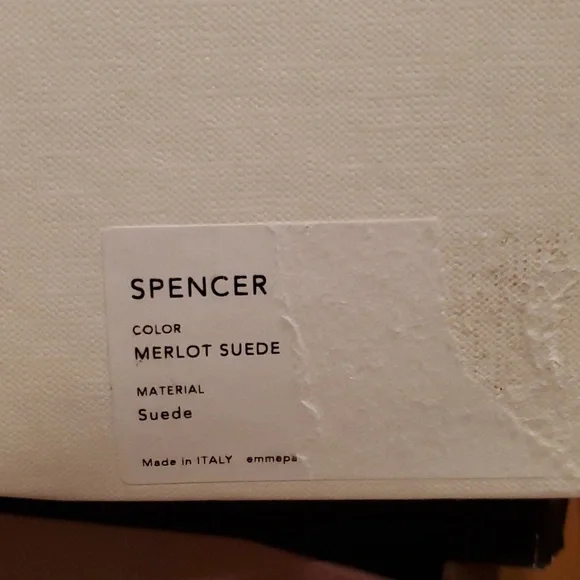 SPENCER
COLOR
MERLOT SUEDE
MATERIAL
Suede
Made in ITALY emmepa